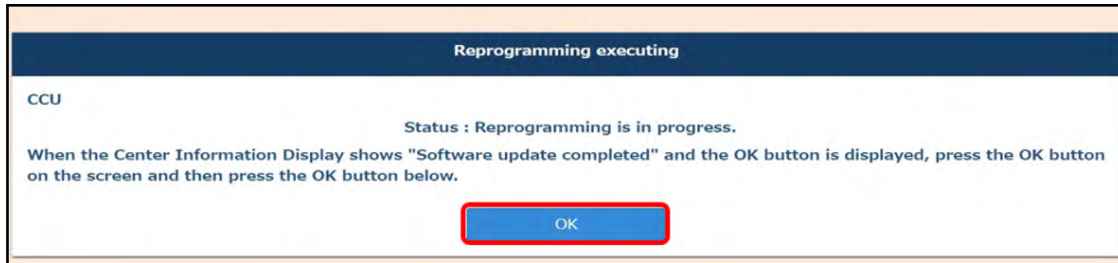 Reprogramming executing
CCU
Status : Reprogramming is in progress.
When the Center Information Display shows "Software update completed" and the OK button is displayed, press the OK button
on the screen and then press the OK button below.
OK